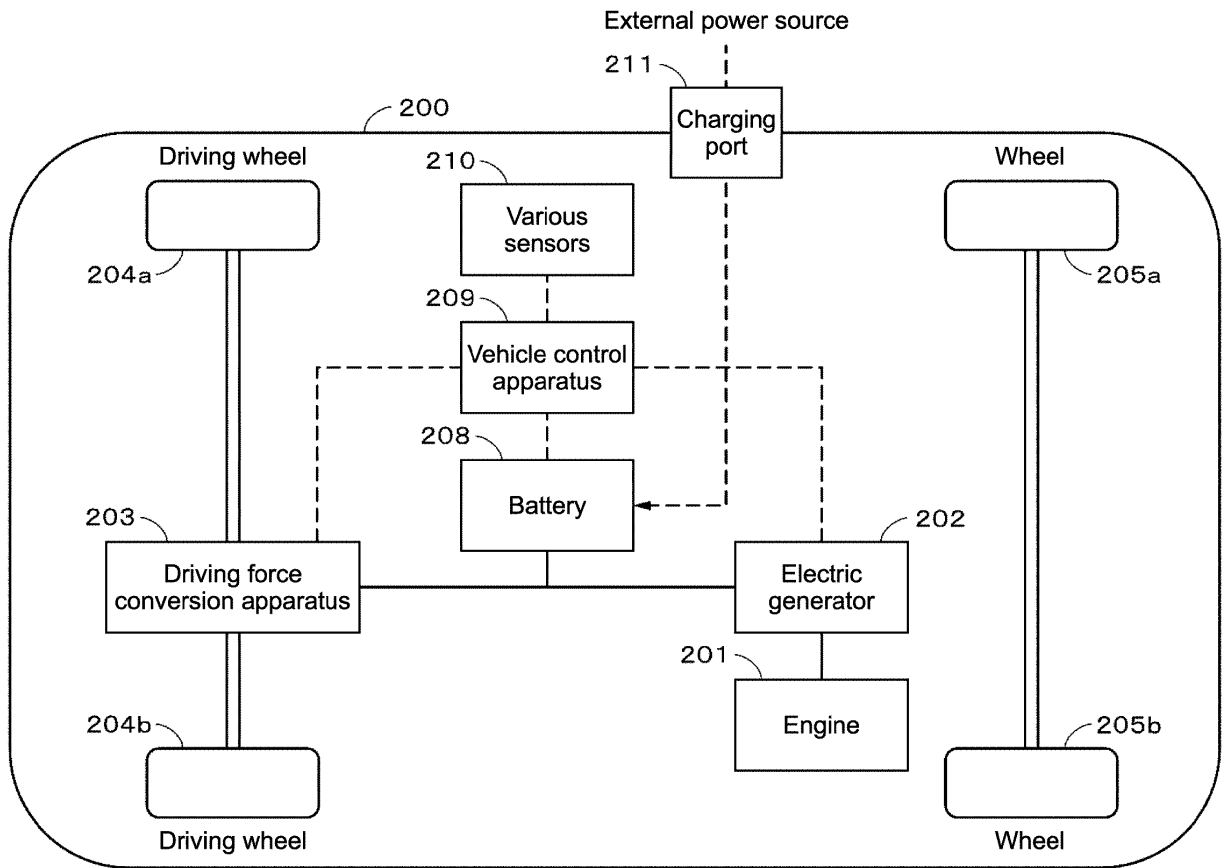 External power source
211
Charging
port
200
Driving wheel
210
Wheel
Various
sensors
204a
205a
209
Vehicle control
apparatus
208
Battery
203
202
Driving force
conversion apparatus
Electric
generator
201
Engine
204b
205b
Driving wheel
Wheel